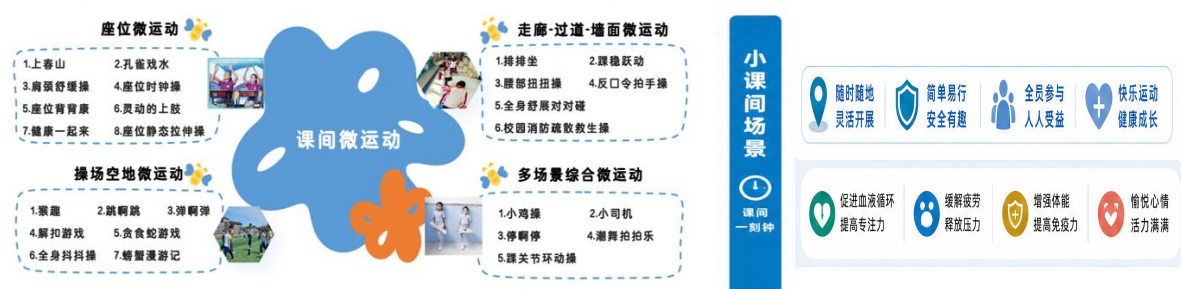 座位微运动
1.上春山 2.孔雀戏水
3.肩颈舒缓操 4.座位时钟操
5.座位背背康 6.灵动的上肢
7.健康一起来 8.座位静态拉伸操
走廊-过道-墙面微运动
1.排排坐 2.踝稳跃动
3.腰部扭扭操 4.反口令拍手操
5.全身舒展对对碰
6.校园消防疏散救生操
课间微运动
操场空地微运动
1.猴趣 2.跳啊跳 3.弹啊弹
4.解扣游戏 5.贪食蛇游戏
6.全身抖抖操 7.螃蟹漫游记
多场景综合微运动
1.小鸡操 2.小司机
3.停啊停 4.潮舞拍拍乐
5.踝关节环动操
小课间场景
课间
一刻钟
随时随地
灵活开展
简单易行
安全有趣
全员参与
人人受益
快乐运动
健康成长
促进血液循环
提高专注力
缓解疲劳
释放压力
增强体能
提高免疫力
愉悦心情
活力满满